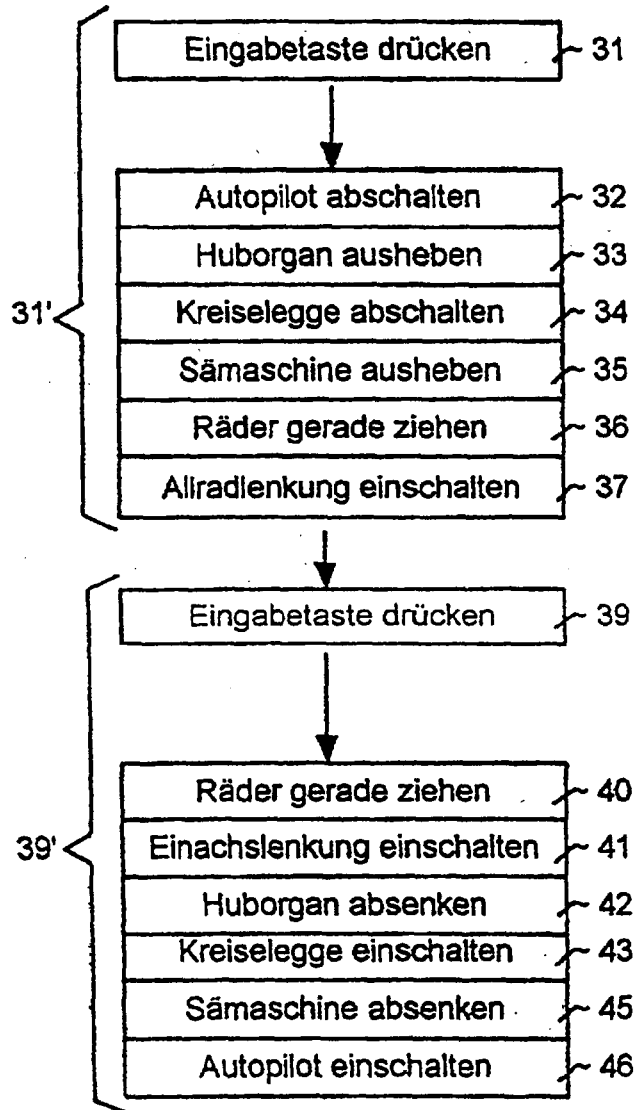 Eingabetaste drücken ~ 31
Autopilot abschalten ~ 32
Huborgan ausheben ~ 33
Kreiselegge abschalten ~ 34
31'
Sämaschine ausheben ~ 35
Räder gerade ziehen ~ 36
Allradlenkung einschalten ~ 37
Eingabetaste drücken ~ 39
Räder gerade ziehen ~ 40
39'
Einachslenkung einschalten ~ 41
Huborgan absenken ~ 42
Kreiselegge einschalten ~ 43
Sämaschine absenken ~ 45
Autopilot einschalten ~ 46